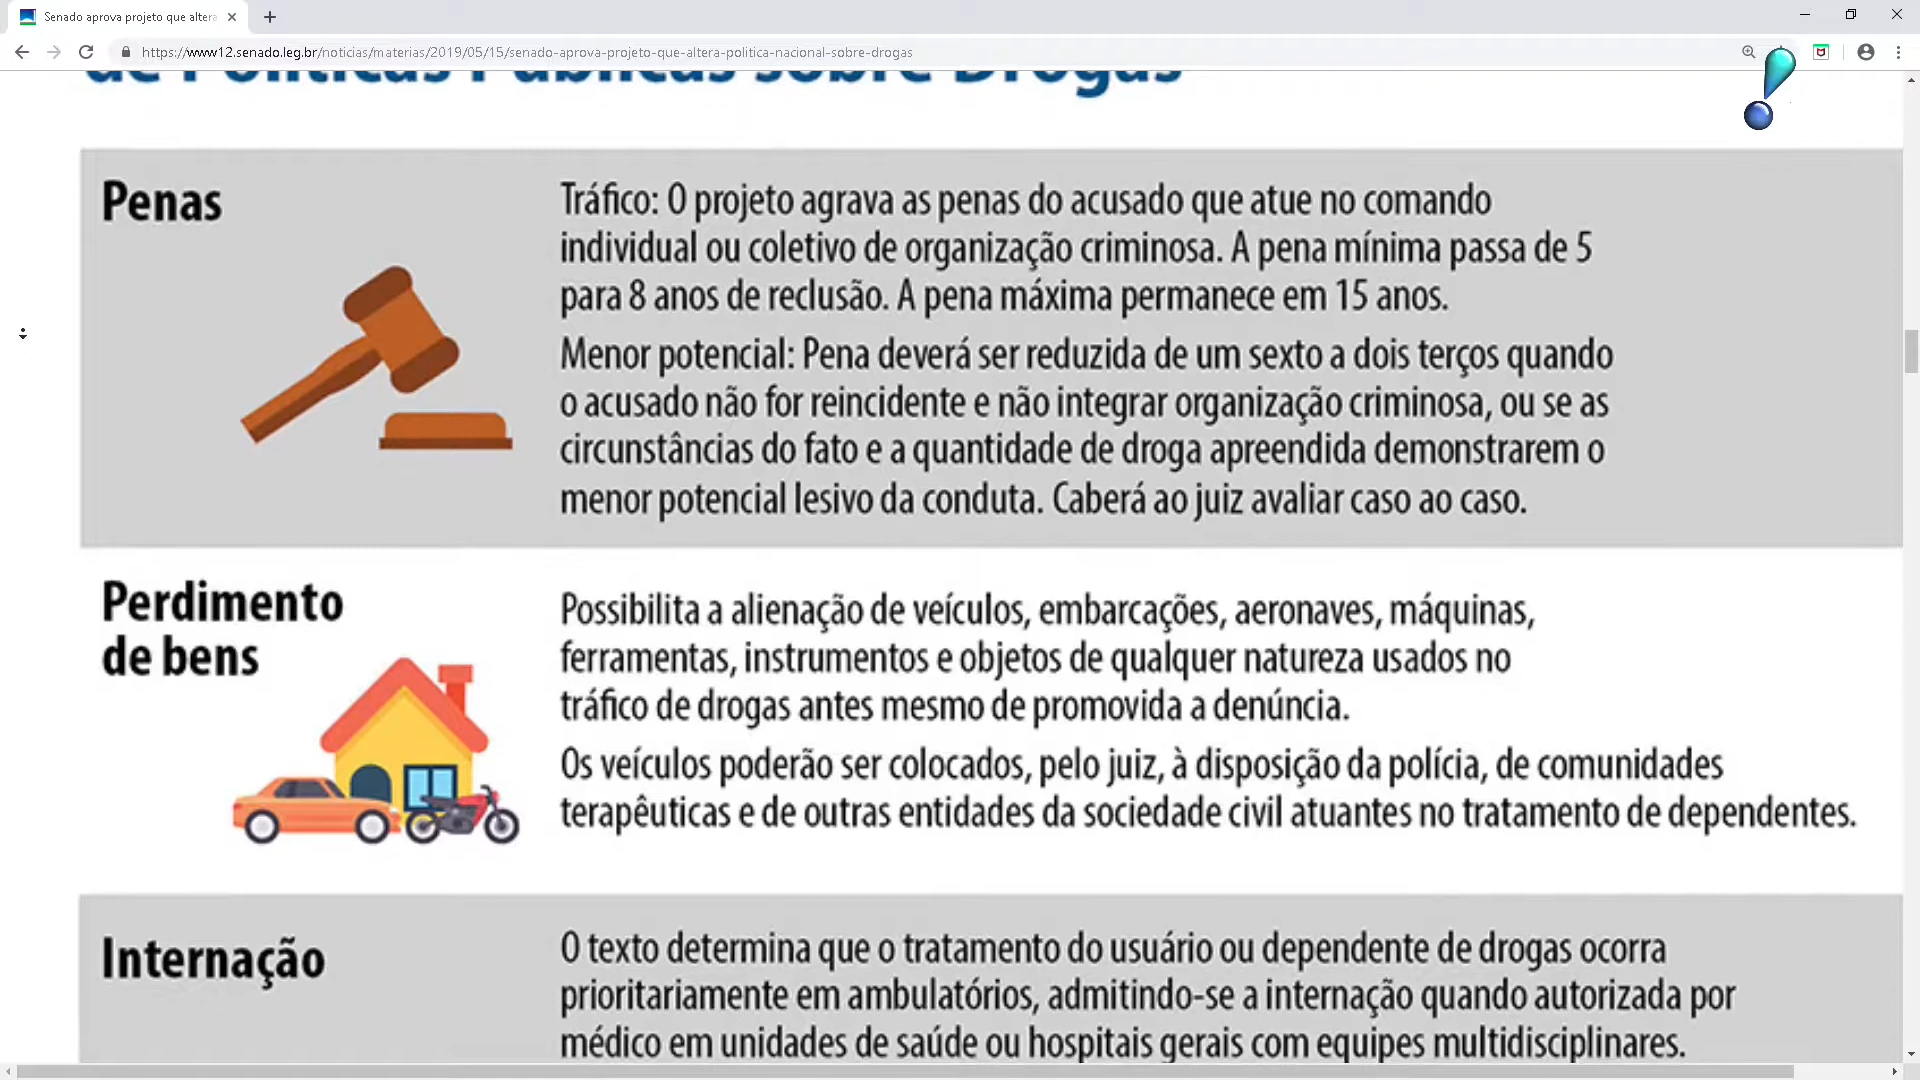 Senado aprova projeto que altera
https://www12.senado.leg.br/noticias/materias/2019/05/15/senado-aprova-projeto-que-altera-politica-nacional-sobre-drogas
de Políticas Públicas sobre Drogas
Penas
Tráfico: O projeto agrava as penas do acusado que atue no comando
individual ou coletivo de organização criminosa. A pena mínima passa de 5
para 8 anos de reclusão. A pena máxima permanece em 15 anos.
Menor potencial: Pena deverá ser reduzida de um sexto a dois terços quando
o acusado não for reincidente e não integrar organização criminosa, ou se as
circunstâncias do fato e a quantidade de droga apreendida demonstrarem o
menor potencial lesivo da conduta. Caberá ao juiz avaliar caso ao caso.
Perdimento
de bens
Possibilita a alienação de veículos, embarcações, aeronaves, máquinas,
ferramentas, instrumentos e objetos de qualquer natureza usados no
tráfico de drogas antes mesmo de promovida a denúncia.
Os veículos poderão ser colocados, pelo juiz, à disposição da polícia, de comunidades
terapêuticas e de outras entidades da sociedade civil atuantes no tratamento de dependentes.
Internação
O texto determina que o tratamento do usuário ou dependente de drogas ocorra
prioritariamente em ambulatórios, admitindo-se a internação quando autorizada por
médico em unidades de saúde ou hospitais gerais com equipes multidisciplinares.